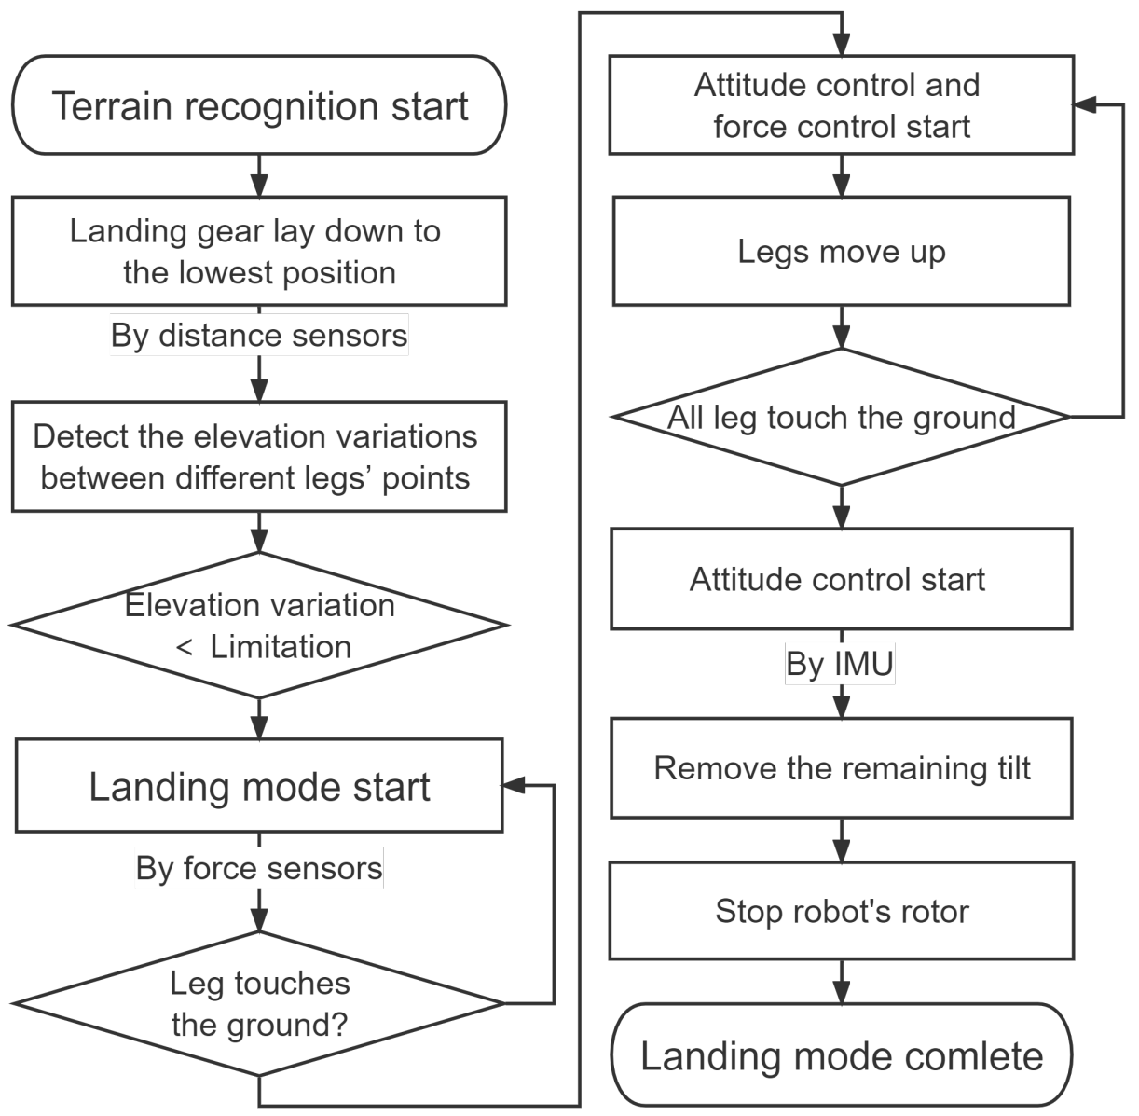 Terrain recognition start
Landing gear lay down to
the lowest position
By distance sensors
Detect the elevation variations
between different legs’ points
Elevation variation
< Limitation
Landing mode start
By force sensors
Leg touches
the ground?
Attitude control and
force control start
Legs move up
All leg touch the ground
Attitude control start
By IMU
Remove the remaining tilt
Stop robot's rotor
Landing mode comlete